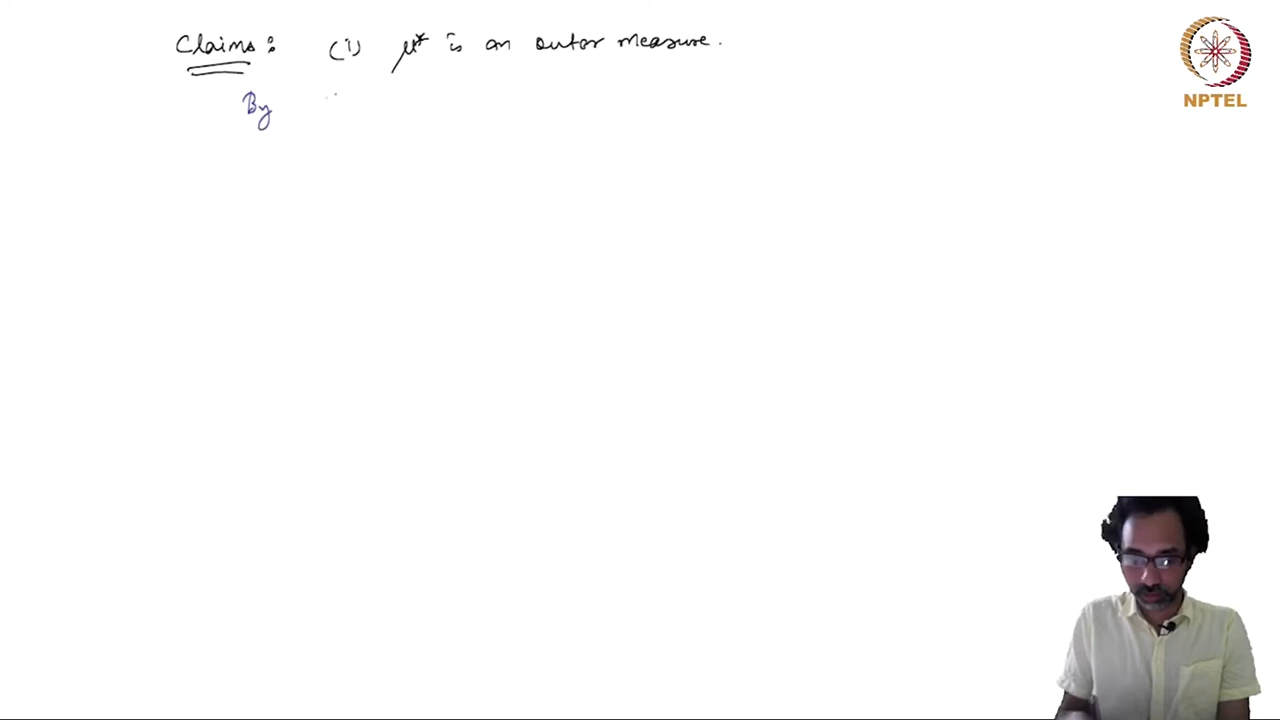 Claims : (i) μ* is an outer measure.
By
NPTEL